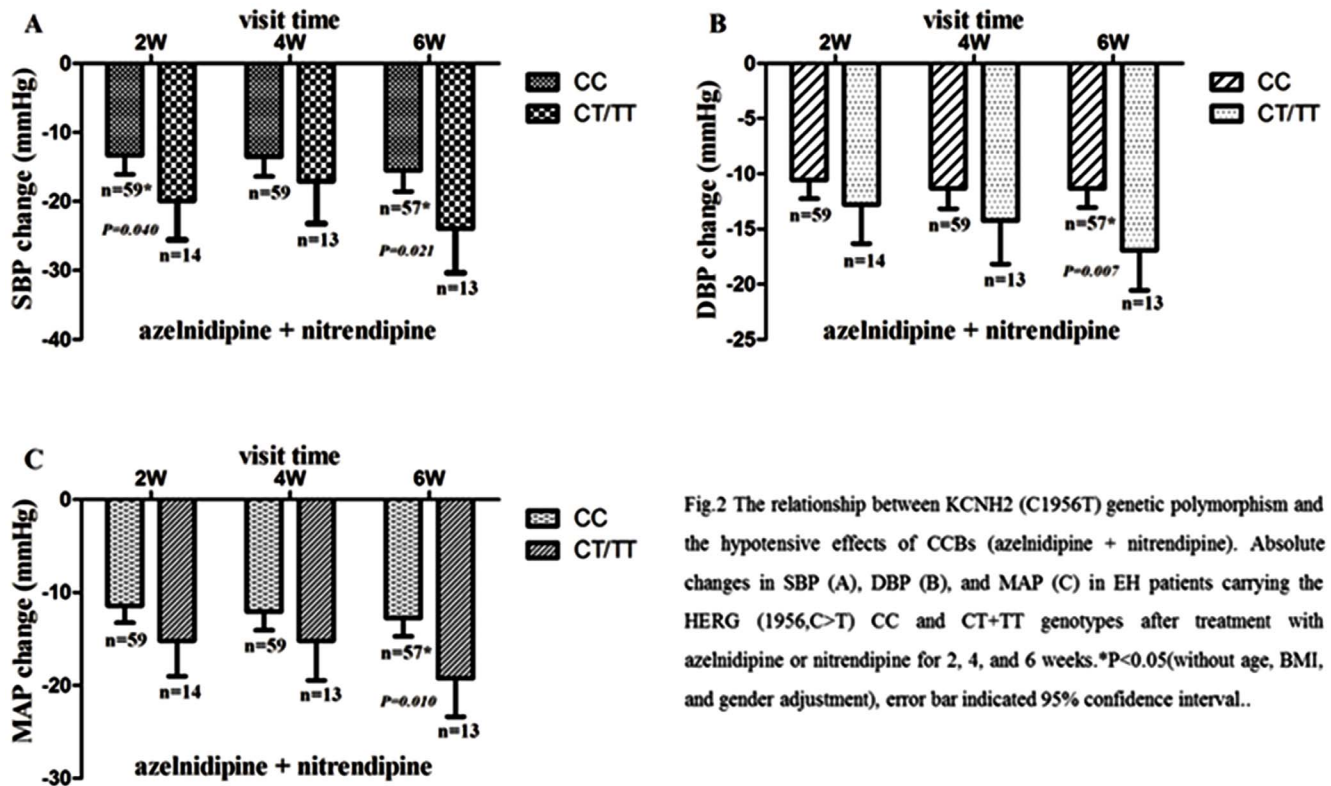 A
visit time
2W 4W 6W
0
-10
-20
-30
-40
SBP change (mmHg)
n=59*
P=0.040
n=14
n=59
n=13
n=57*
P=0.021
n=13
azelnidipine + nitrendipine
CC
CT/TT
B
visit time
2W 4W 6W
0
-5
-10
-15
-20
-25
DBP change (mmHg)
n=59
n=14
n=59
n=13
n=57*
P=0.007
n=13
azelnidipine + nitrendipine
CC
CT/TT
C
visit time
2W 4W 6W
0
-10
-20
-30
MAP change (mmHg)
n=59
n=14
n=59
n=13
n=57*
P=0.010
n=13
azelnidipine + nitrendipine
CC
CT/TT
Fig.2 The relationship between KCNH2 (C1956T) genetic polymorphism and
the hypotensive effects of CCBs (azelnidipine + nitrendipine). Absolute
changes in SBP (A), DBP (B), and MAP (C) in EH patients carrying the
HERG (1956,C>T) CC and CT+TT genotypes after treatment with
azelnidipine or nitrendipine for 2, 4, and 6 weeks.*P<0.05(without age, BMI,
and gender adjustment), error bar indicated 95% confidence interval..